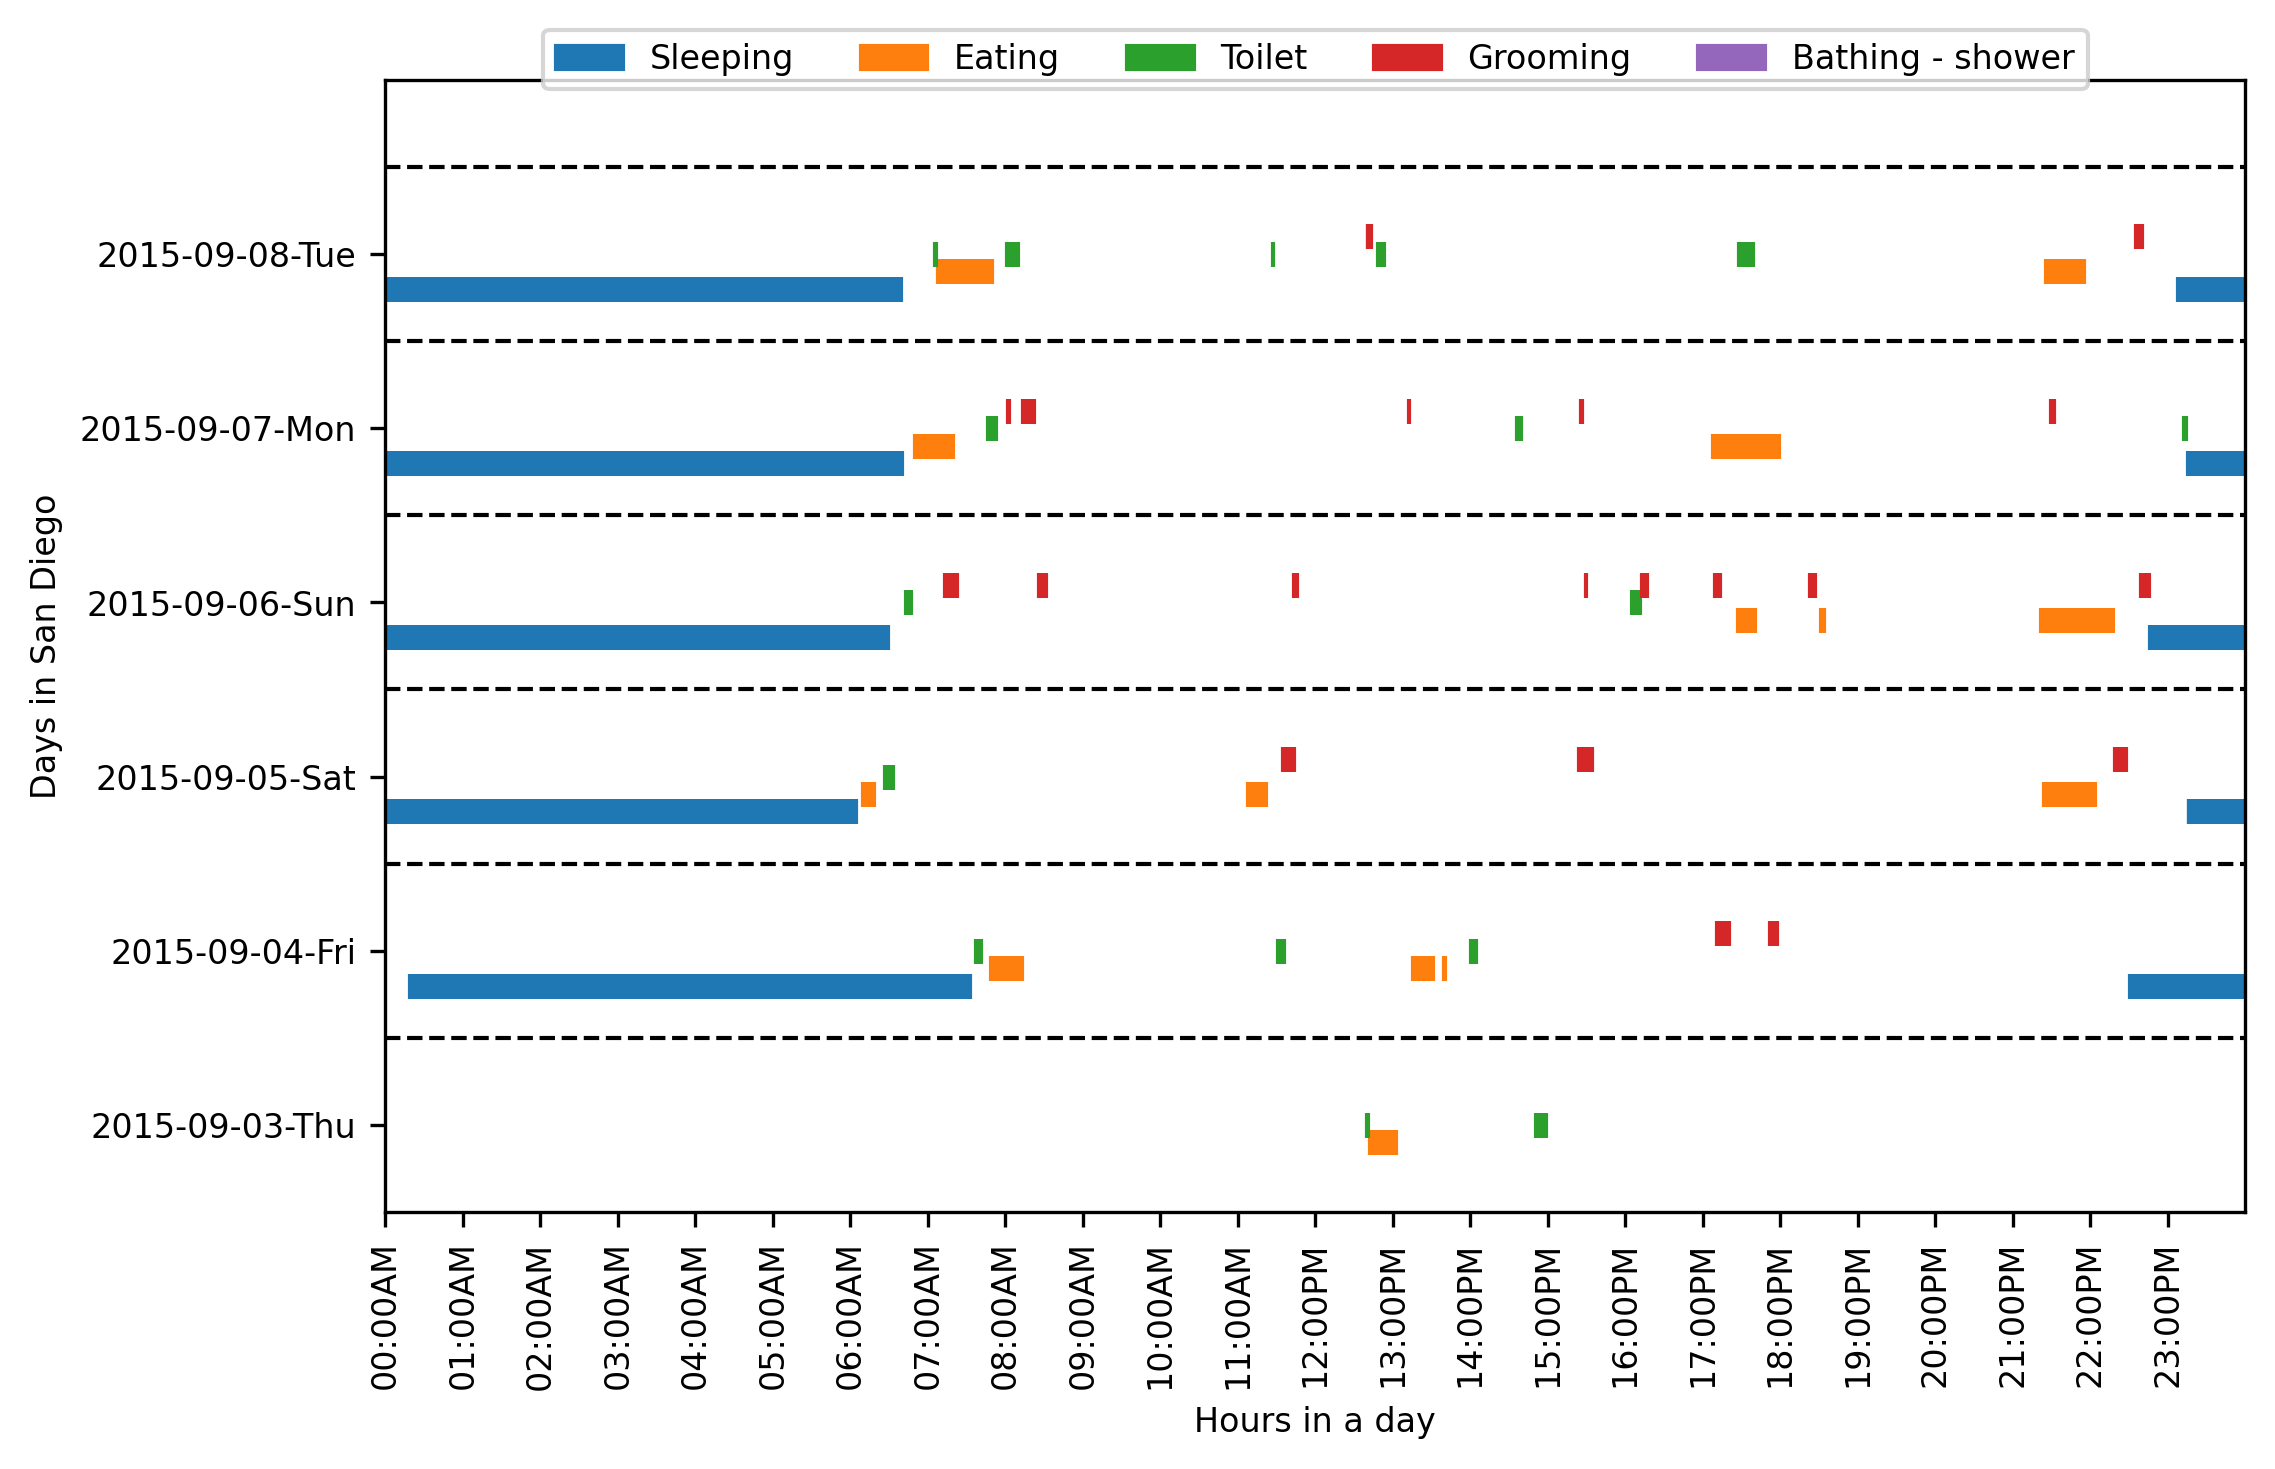 Sleeping Eating Toilet Grooming Bathing - shower
2015-09-08-Tue
2015-09-07-Mon
2015-09-06-Sun
2015-09-05-Sat
2015-09-04-Fri
2015-09-03-Thu
Days in San Diego
00:00AM 01:00AM 02:00AM 03:00AM 04:00AM 05:00AM 06:00AM 07:00AM 08:00AM 09:00AM 10:00AM 11:00AM 12:00PM 13:00PM 14:00PM 15:00PM 16:00PM 17:00PM 18:00PM 19:00PM 20:00PM 21:00PM 22:00PM 23:00PM
Hours in a day